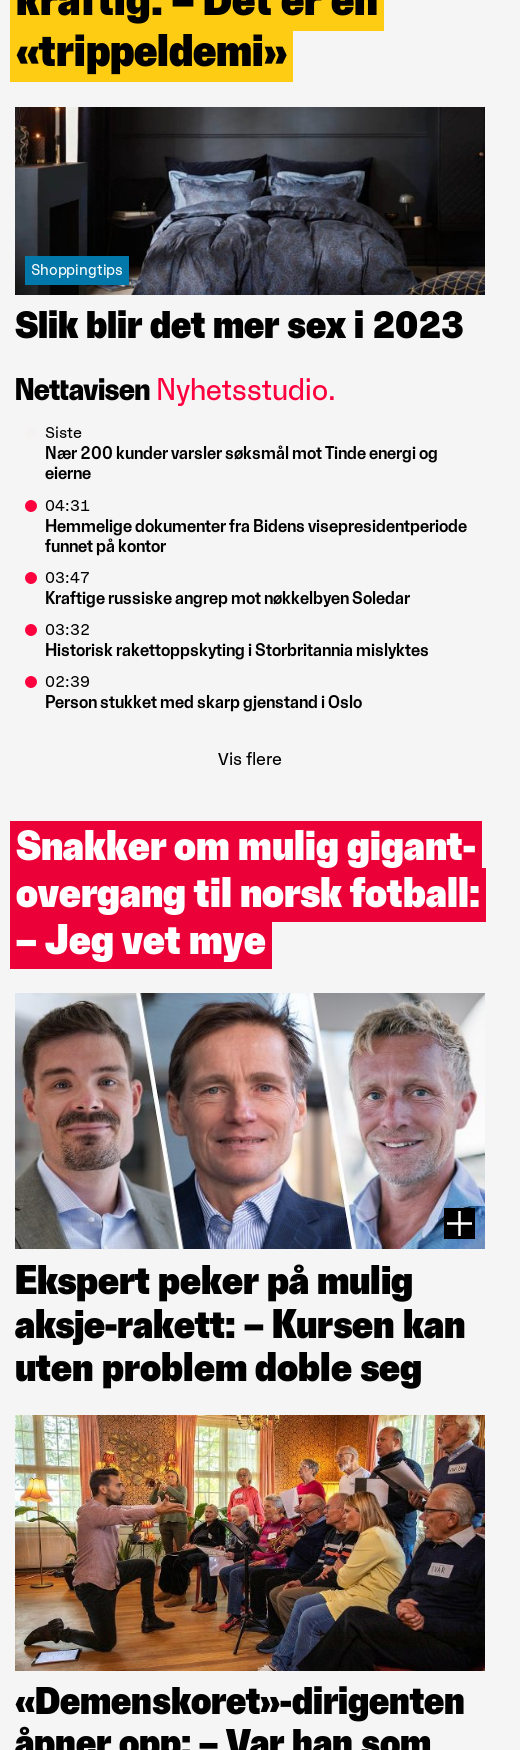 kraftig: – Det er en
«trippeldemi»
Shoppingtips
Slik blir det mer sex i 2023
Nettavisen Nyhetsstudio.
Siste
Nær 200 kunder varsler søksmål mot Tinde energi og
eierne
04:31
Hemmelige dokumenter fra Bidens visepresidentperiode
funnet på kontor
03:47
Kraftige russiske angrep mot nøkkelbyen Soledar
03:32
Historisk rakettoppskyting i Storbritannia mislyktes
02:39
Person stukket med skarp gjenstand i Oslo
Vis flere
Snakker om mulig gigant-
overgang til norsk fotball:
– Jeg vet mye
Ekspert peker på mulig
aksje-rakett: – Kursen kan
uten problem doble seg
IVAR
«Demenskoret»-dirigenten
åpner opp: – Var han som